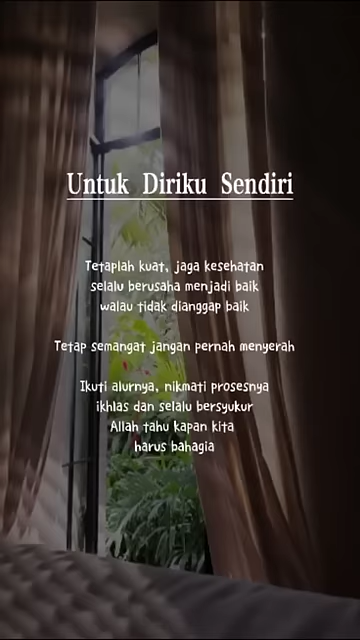 Untuk Diriku Sendiri
Tetaplah kuat, jaga kesehatan
selalu berusaha menjadi baik
walau tidak dianggap baik
Tetap semangat jangan pernah menyerah
Ikuti alurnya, nikmati prosesnya
ikhlas dan selalu bersyukur
Allah tahu kapan kita
harus bahagia